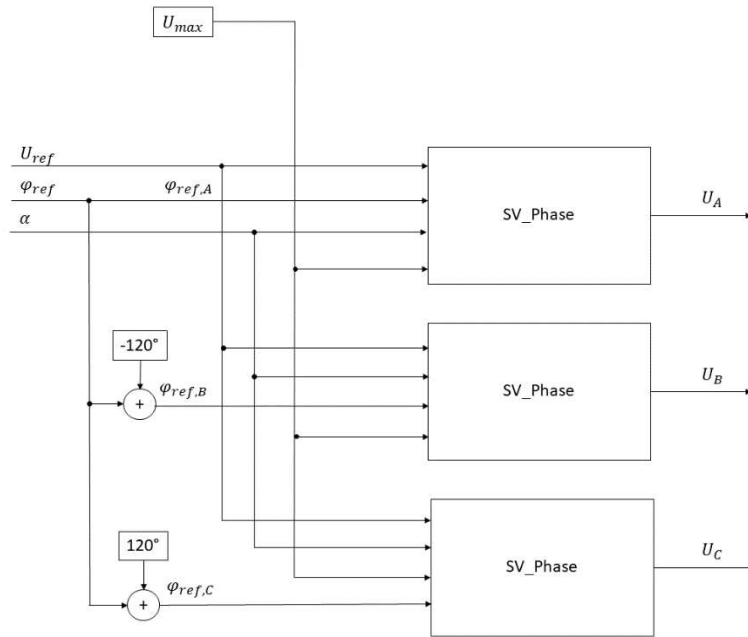 U_max
U_ref
φ_ref
φ_ref,A
α
SV_Phase
U_A
-120°
+
φ_ref,B
SV_Phase
U_B
120°
+
φ_ref,C
SV_Phase
U_C